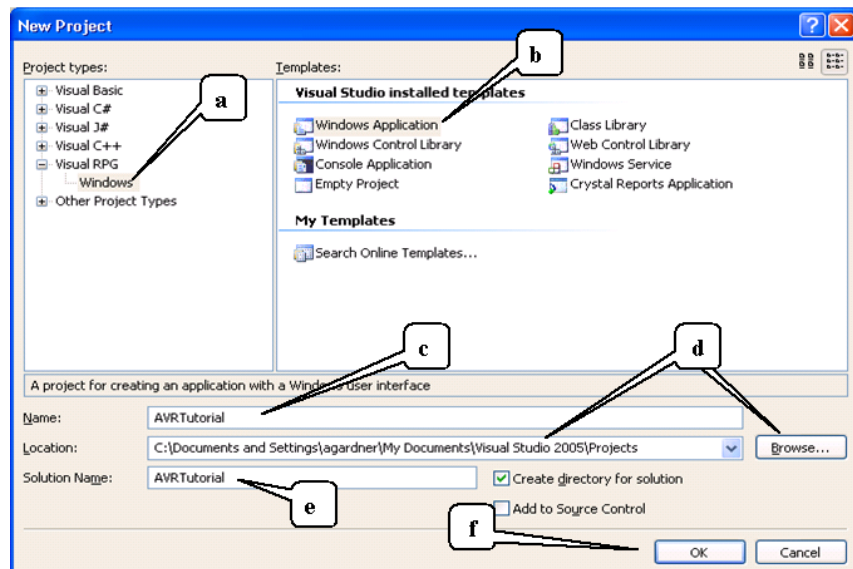 New Project
Project types:
Templates:
Visual Basic
Visual C#
Visual J#
Visual C++
Visual RPG
Windows
Other Project Types
a
b
Visual Studio installed templates
Windows Application
Windows Control Library
Console Application
Empty Project
Class Library
Web Control Library
Windows Service
Crystal Reports Application
My Templates
Search Online Templates...
c
d
A project for creating an application with a Windows user interface
Name: AVRTutorial
Location: C:\Documents and Settings\agardner\My Documents\Visual Studio 2005\Projects Browse...
Solution Name: AVRTutorial Create directory for solution
e
Add to Source Control
f
OK Cancel